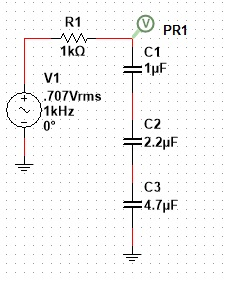 R1
1kΩ
V
PR1
C1
1µF
V1
.707Vrms
1kHz
0°
C2
2.2µF
C3
4.7µF